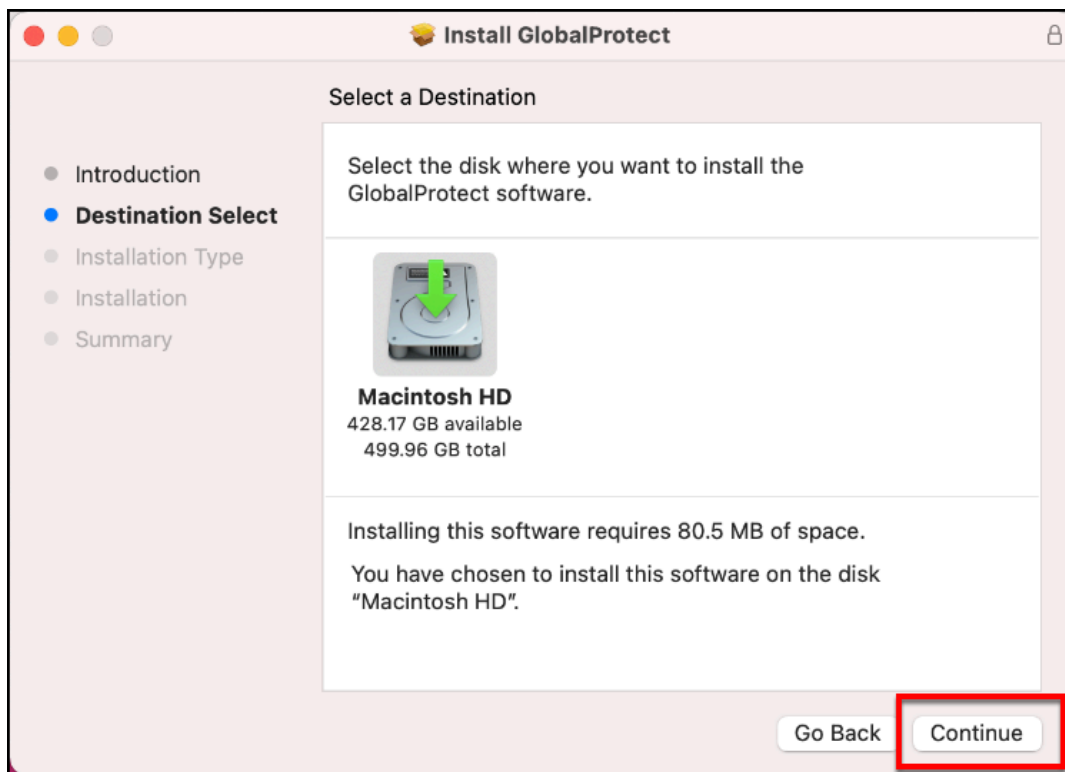 Install GlobalProtect
Select a Destination
Introduction
Destination Select
Installation Type
Installation
Summary
Select the disk where you want to install the
GlobalProtect software.
Macintosh HD
428.17 GB available
499.96 GB total
Installing this software requires 80.5 MB of space.
You have chosen to install this software on the disk
“Macintosh HD”.
Go Back
Continue